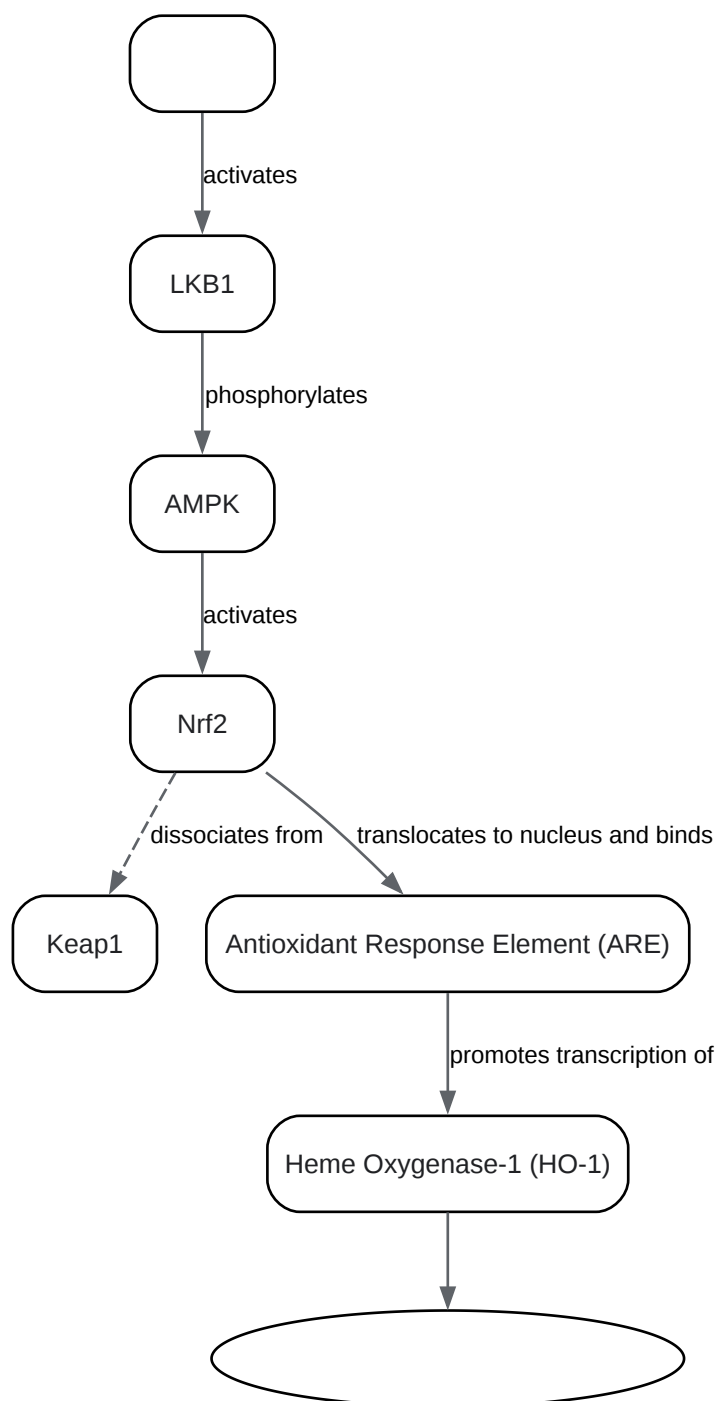 activates
LKB1
phosphorylates
AMPK
activates
Nrf2
dissociates from
translocates to nucleus and binds
Keap1
Antioxidant Response Element (ARE)
promotes transcription of
Heme Oxygenase-1 (HO-1)